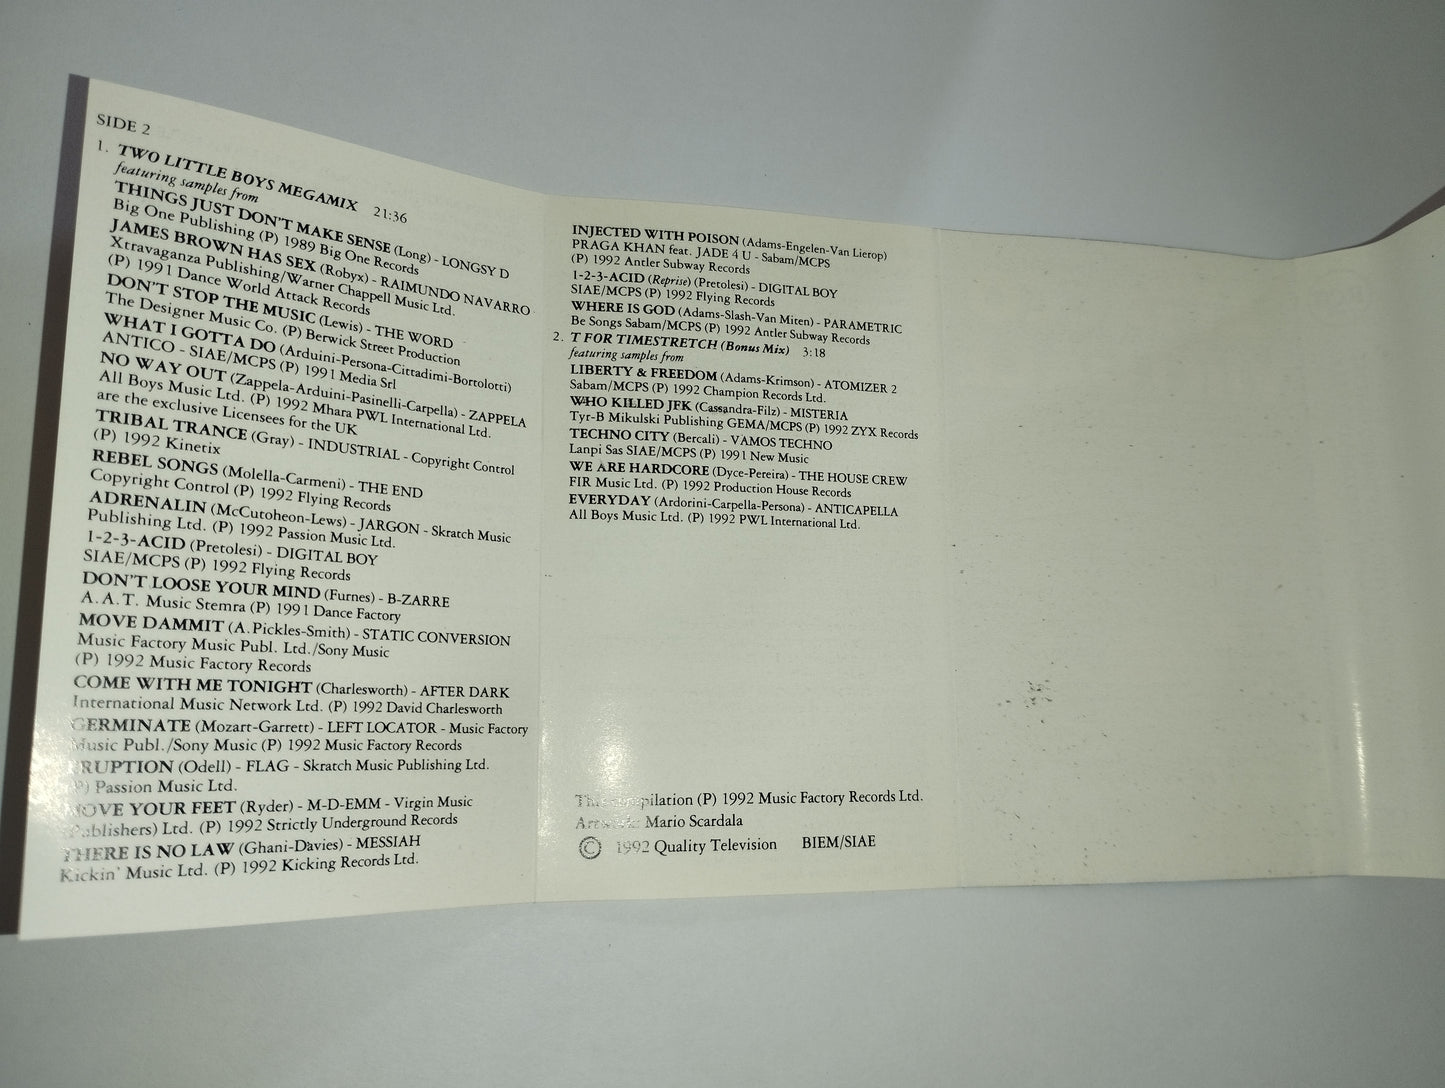 SIDE 2
1. TWO LITTLE BOYS MEGAMIX 21:36
featuring samples from
THINGS JUST DON'T MAKE SENSE (Long) - LONGSY D
Big One Publishing (P) 1989 Big One Records
JAMES BROWN HAS SEX (Robyx) - RAIMUNDO NAVARRO
Xtravaganza Publishing/Warner Chappell Music Ltd.
(P) 1991 Dance World Attack Records
DON'T STOP THE MUSIC (Lewis) - THE WORD
The Designer Music Co. (P) Berwick Street Production
WHAT I GOTTA DO (Arduini-Persona-Cittadimi-Bortolotti)
ANTICO - SIAE/MCPS (P) 1991 Media Srl
NO WAY OUT (Zappela-Arduini-Pasinelli-Carpella) - ZAPPELA
All Boys Music Ltd. (P) 1992 Mhara PWL International Ltd.
are the exclusive Licensees for the UK
TRIBAL TRANCE (Gray) - INDUSTRIAL - Copyright Control
(P) 1992 Kinetix
REBEL SONGS (Molella-Carmeni) - THE END
Copyright Control (P) 1992 Flying Records
ADRENALIN (McCutoheon-Lews) - JARGON - Skratch Music
Publishing Ltd. (P) 1992 Passion Music Ltd.
1-2-3-ACID (Pretolesi) - DIGITAL BOY
SIAE/MCPS (P) 1992 Flying Records
DON'T LOOSE YOUR MIND (Furnes) - B-ZARRE
A.A.T. Music Stemra (P) 1991 Dance Factory
MOVE DAMMIT (A.Pickles-Smith) - STATIC CONVERSION
Music Factory Music Publ. Ltd./Sony Music
(P) 1992 Music Factory Records
COME WITH ME TONIGHT (Charlesworth) - AFTER DARK
International Music Network Ltd. (P) 1992 David Charlesworth
GERMINATE (Mozart-Garrett) - LEFT LOCATOR - Music Factory
Music Publ./Sony Music (P) 1992 Music Factory Records
ERUPTION (Odell) - FLAG - Skratch Music Publishing Ltd.
(P) Passion Music Ltd.
MOVE YOUR FEET (Ryder) - M-D-EMM - Virgin Music
(Publishers) Ltd. (P) 1992 Strictly Underground Records
THERE IS NO LAW (Ghani-Davies) - MESSIAH
Kickin' Music Ltd. (P) 1992 Kicking Records Ltd.
INJECTED WITH POISON (Adams-Engelen-Van Lierop)
PRAGA KHAN feat. JADE 4 U - Sabam/MCPS
(P) 1992 Antler Subway Records
1-2-3-ACID (Reprise) (Pretolesi) - DIGITAL BOY
SIAE/MCPS (P) 1992 Flying Records
WHERE IS GOD (Adams-Slash-Van Miten) - PARAMETRIC
Be Songs Sabam/MCPS (P) 1992 Antler Subway Records
2. T FOR TIMESTRETCH (Bonus Mix) 3:18
featuring samples from
LIBERTY & FREEDOM (Adams-Krimson) - ATOMIZER 2
Sabam/MCPS (P) 1992 Champion Records Ltd.
WHO KILLED JFK (Cassandra-Filz) - MISTERIA
Tyr-B Mikulski Publishing GEMA/MCPS (P) 1992 ZYX Records
TECHNO CITY (Bercali) - VAMOS TECHNO
Lanpi Sas SIAE/MCPS (P) 1991 New Music
WE ARE HARDCORE (Dyce-Pereira) - THE HOUSE CREW
FIR Music Ltd. (P) 1992 Production House Records
EVERYDAY (Ardorini-Carpella-Persona) - ANTICAPELLA
All Boys Music Ltd. (P) 1992 PWL International Ltd.
This compilation (P) 1992 Music Factory Records Ltd.
Artwork: Mario Scardala
© 1992 Quality Television BIEM/SIAE